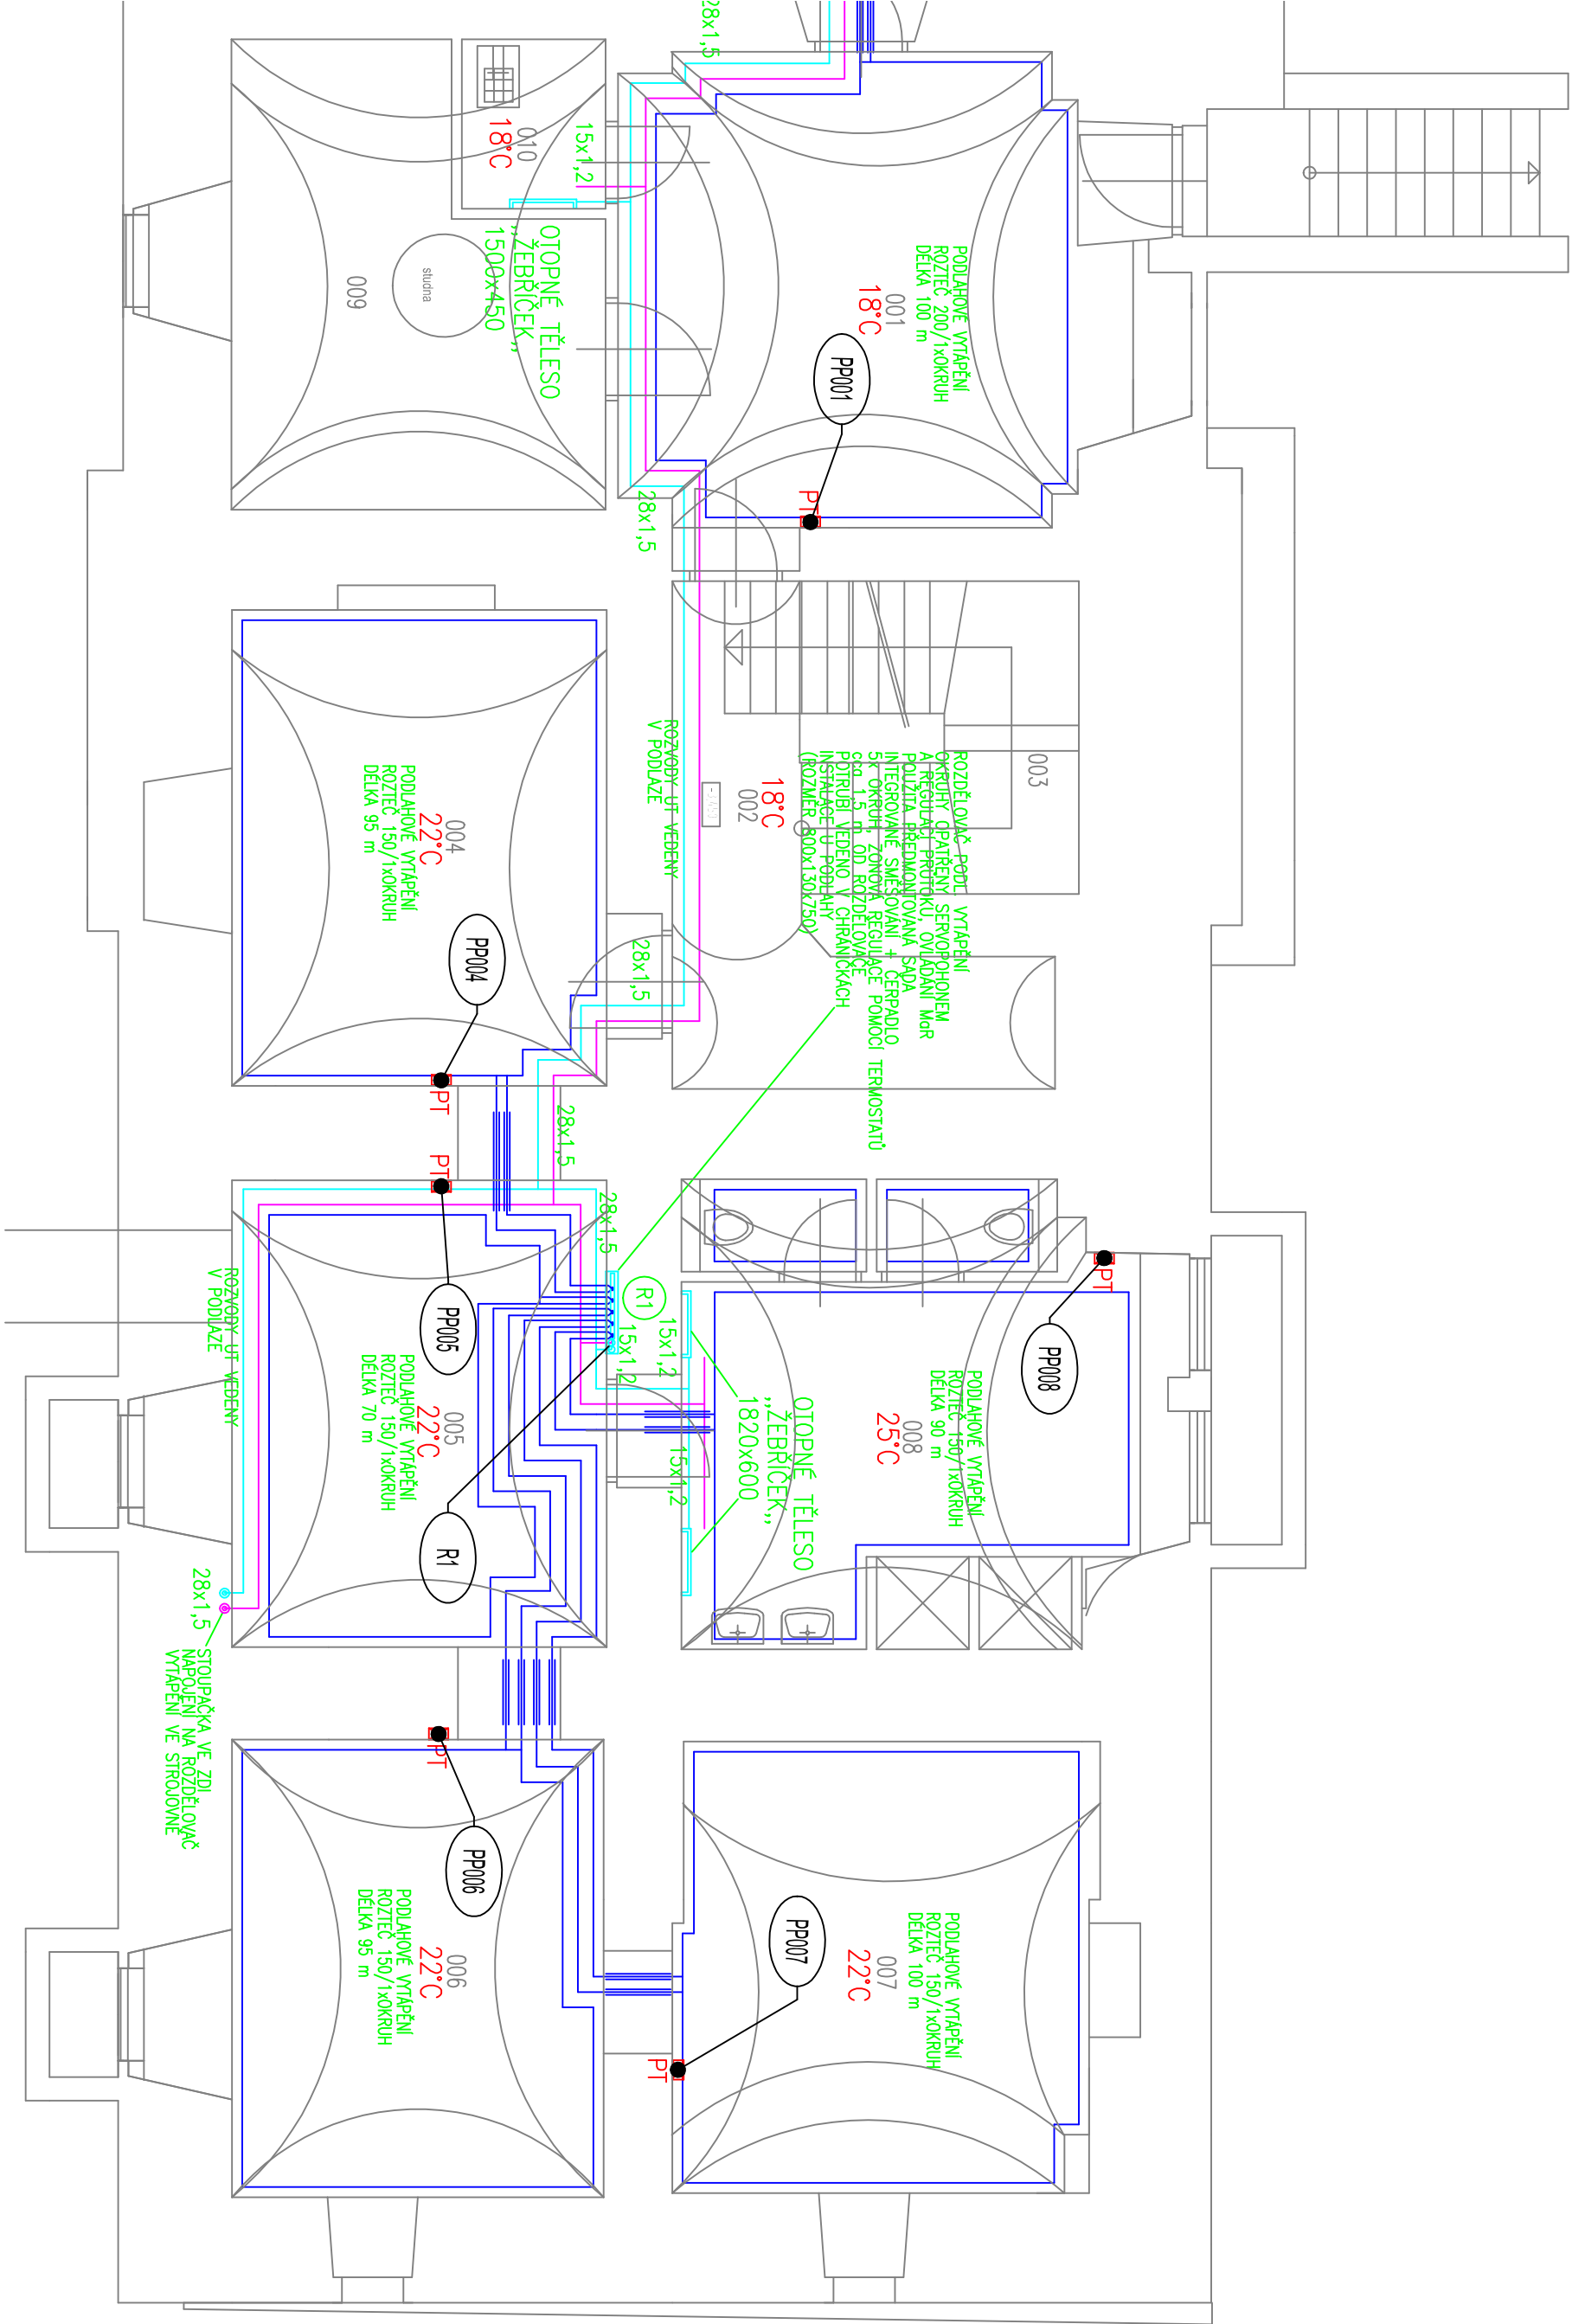 28x1,5
010
18°C
15x1,2
OTOPNÉ TĚLESO
,,ŽEBŘÍČEK,,
1500x450
studna
009
PODLAHOVÉ VYTÁPĚNÍ
ROZTEČ 200/1xOKRUH
DÉLKA 100 m
001
18°C
PP001
PT
28x1,5
003
ROZDĚLOVAČ PODL. VYTÁPĚNÍ
OKRUHY OPATŘENY SERVOPOHONEM
A REGULACÍ PRŮTOKU, OVLÁDÁNÍ MaR
POUŽITA PŘEDMONTOVANÁ SADA
INTEGROVANÉ SMĚŠOVÁNÍ + ČERPADLO
5x OKRUH, ZÓNOVÁ REGULACE POMOCÍ TERMOSTATŮ
cca 1,5 m OD ROZDĚLOVAČE
POTRUBÍ VEDENO V CHRÁNIČKÁCH
INSTALACE U PODLAHY
(ROZMĚR 800x130x750)
18°C
002
ROZVODY UT VEDENY
V PODLAZE
004
22°C
PODLAHOVÉ VYTÁPĚNÍ
ROZTEČ 150/1xOKRUH
DÉLKA 95 m
PP004
28x1,5
PT
28x1,5
PT
28x1,5
R1
15x1,2
15x1,2
PP005
ROZVODY UT VEDENY
V PODLAZE
005
22°C
PODLAHOVÉ VYTÁPĚNÍ
ROZTEČ 150/1xOKRUH
DÉLKA 70 m
R1
PT
PP008
PODLAHOVÉ VYTÁPĚNÍ
ROZTEČ 150/1xOKRUH
DÉLKA 90 m
008
25°C
OTOPNÉ TĚLESO
,,ŽEBŘÍČEK,,
1820x600
15x1,2
28x1,5
STOUPAČKA VE ZDI
NAPOJENÍ NA ROZDĚLOVAČ
VYTÁPĚNÍ VE STROJOVNĚ
PT
PP006
006
22°C
PODLAHOVÉ VYTÁPĚNÍ
ROZTEČ 150/1xOKRUH
DÉLKA 95 m
PODLAHOVÉ VYTÁPĚNÍ
ROZTEČ 150/1xOKRUH
DÉLKA 100 m
007
22°C
PP007
PT